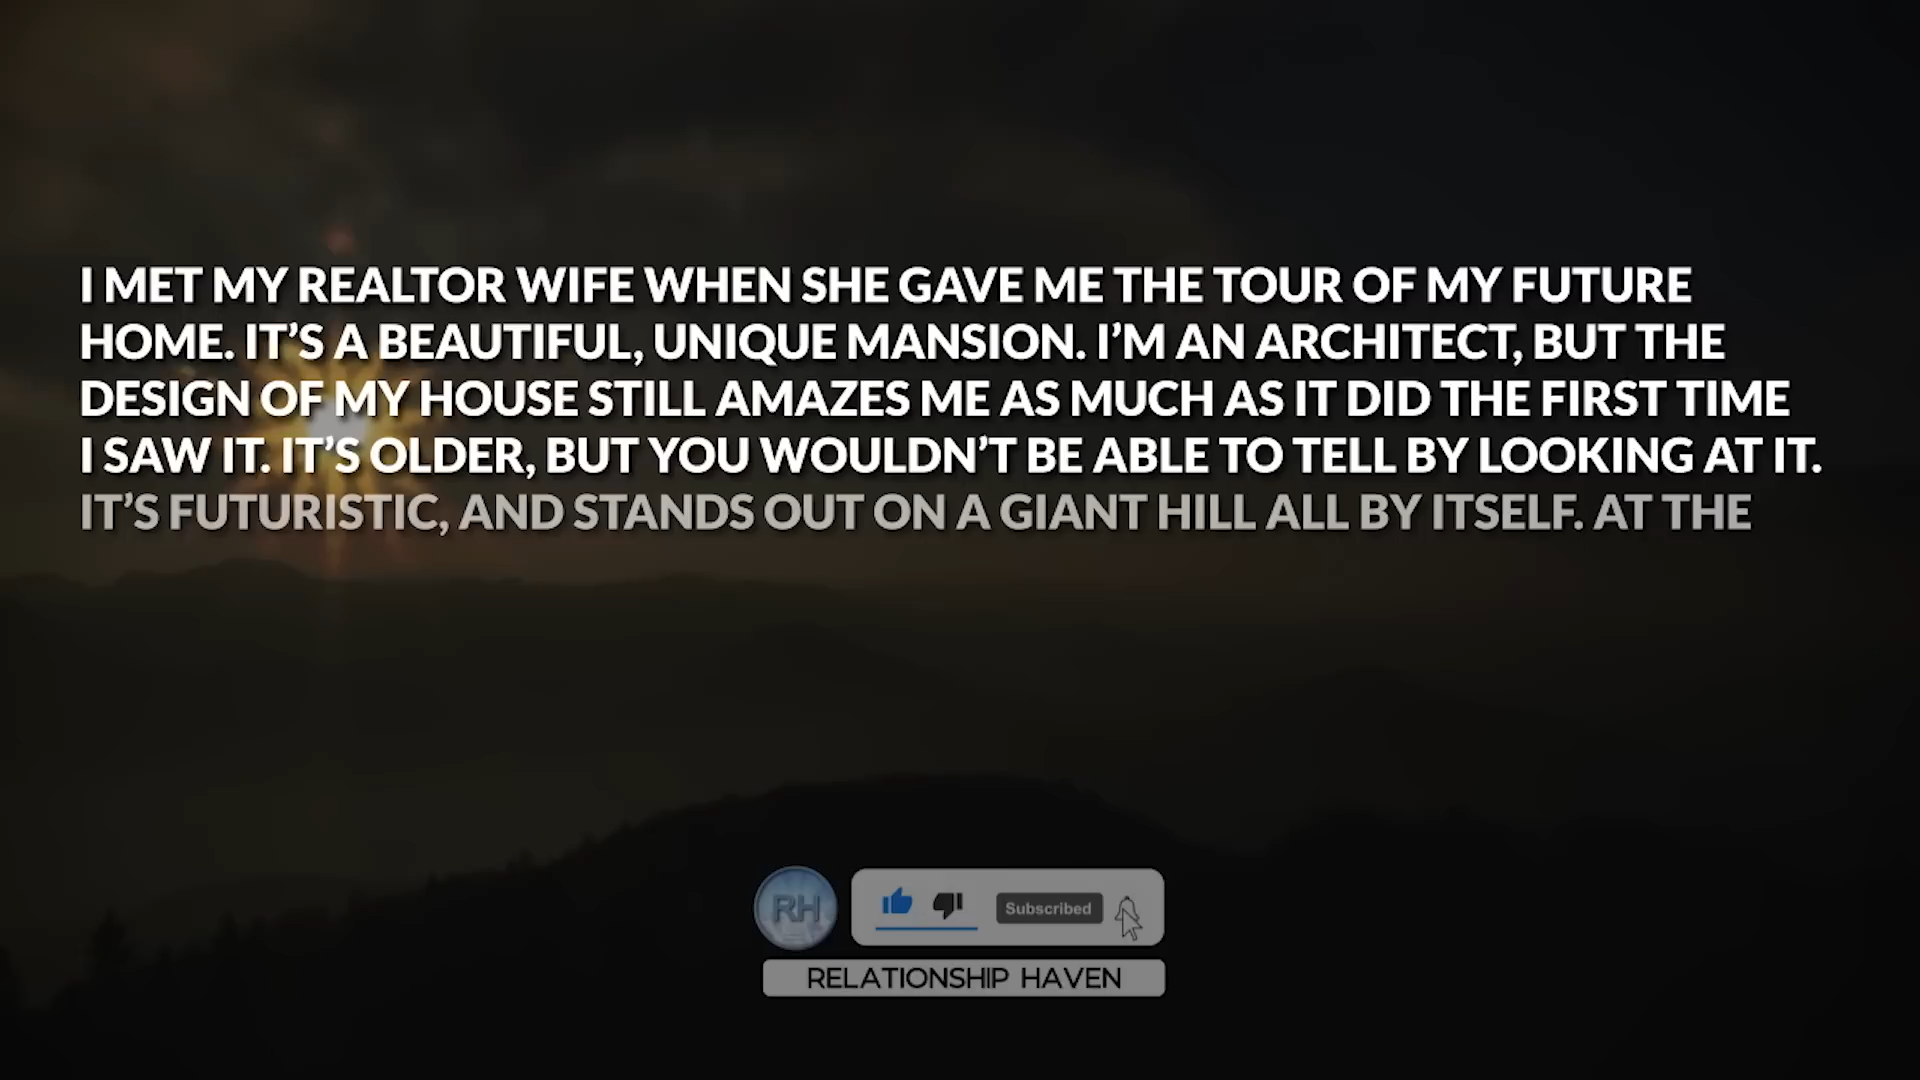 I MET MY REALTOR WIFE WHEN SHE GAVE ME THE TOUR OF MY FUTURE
HOME. IT’S A BEAUTIFUL, UNIQUE MANSION. I’M AN ARCHITECT, BUT THE
DESIGN OF MY HOUSE STILL AMAZES ME AS MUCH AS IT DID THE FIRST TIME
I SAW IT. IT’S OLDER, BUT YOU WOULDN’T BE ABLE TO TELL BY LOOKING AT IT.
IT’S FUTURISTIC, AND STANDS OUT ON A GIANT HILL ALL BY ITSELF. AT THE
RH
Subscribed
RELATIONSHIP HAVEN